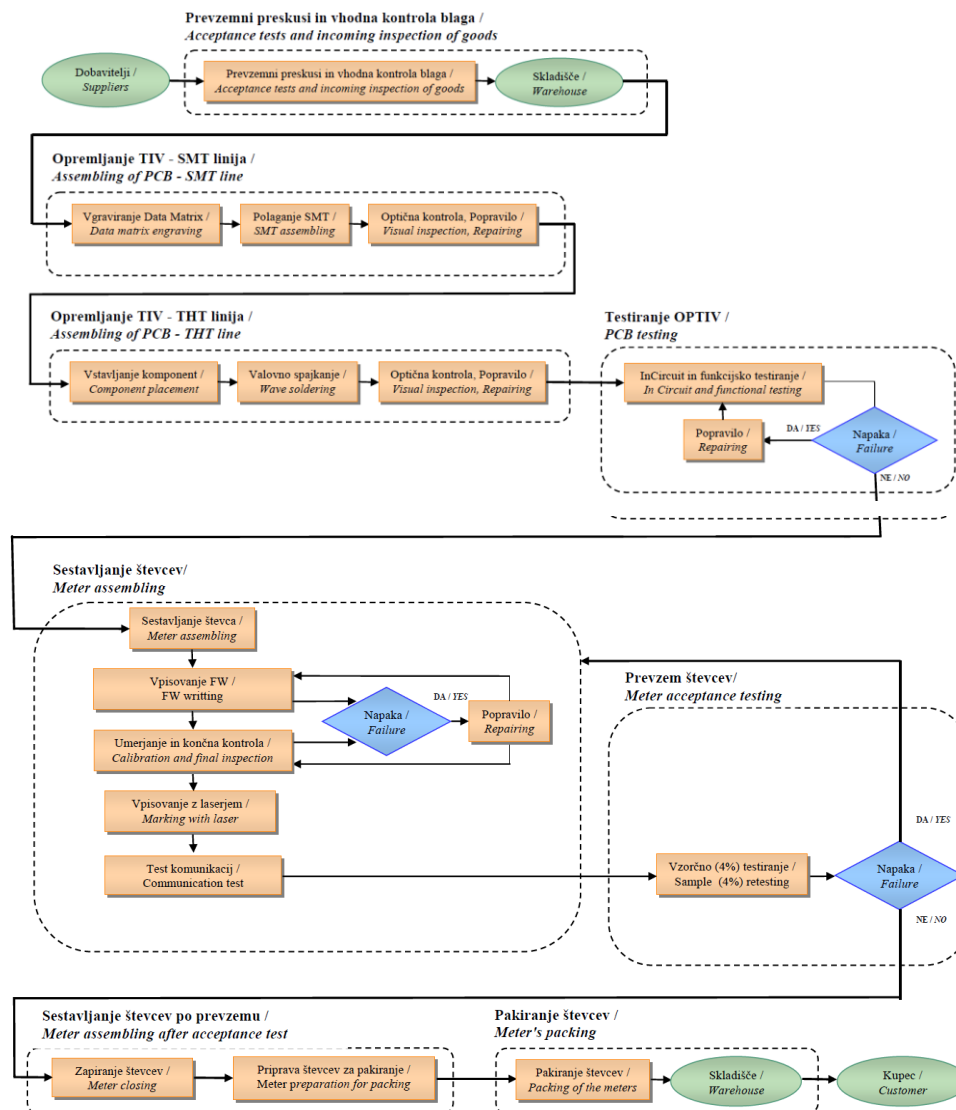 Prevzemni preskusi in vhodna kontrola blaga /
Acceptance tests and incoming inspection of goods
Dobavitelji /
Suppliers
Prevzemni preskusi in vhodna kontrola blaga /
Acceptance tests and incoming inspection of goods
Skladišče /
Warehouse
Opremljanje TIV - SMT linija /
Assembling of PCB - SMT line
Vgraviranje Data Matrix /
Data matrix engraving
Polaganje SMT /
SMT assembling
Optična kontrola, Popravilo /
Visual inspection, Repairing
Opremljanje TIV - THT linija /
Assembling of PCB - THT line
Vstavljanje komponent /
Component placement
Valovno spajkanje /
Wave soldering
Optična kontrola, Popravilo /
Visual inspection, Repairing
Testiranje OPTIV /
PCB testing
InCircuit in funkcijsko testiranje /
In Circuit and functional testing
Popravilo /
Repairing
DA / YES
Napaka /
Failure
NE / NO
Sestavljanje števcev/
Meter assembling
Sestavljanje števca /
Meter assembling
Vpisovanje FW /
FW writting
Napaka /
Failure
DA / YES
Popravilo /
Repairing
Umerjanje in končna kontrola /
Calibration and final inspection
Vpisovanje z laserjem /
Marking with laser
Test komunikacij /
Communication test
Prevzem števcev/
Meter acceptance testing
Vzorčno (4%) testiranje /
Sample (4%) retesting
DA / YES
Napaka /
Failure
NE / NO
Sestavljanje števcev po prevzemu /
Meter assembling after acceptance test
Zapiranje števcev /
Meter closing
Priprava števcev za pakiranje /
Meter preparation for packing
Pakiranje števcev /
Meter's packing
Pakiranje števcev /
Packing of the meters
Skladišče /
Warehouse
Kupec /
Customer